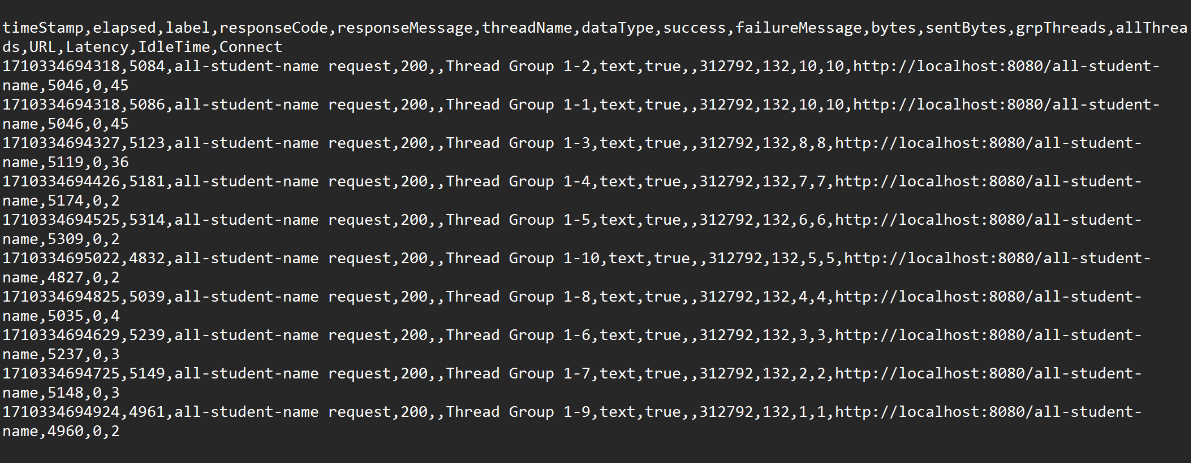 timeStamp,elapsed,label,responseCode,responseMessage,threadName,dataType,success,failureMessage,bytes,sentBytes,grpThreads,allThrea
ds,URL,Latency,IdleTime,Connect
1710334694318,5084,all-student-name request,200,,Thread Group 1-2,text,true,,312792,132,10,10,http://localhost:8080/all-student-
name,5046,0,45
1710334694318,5086,all-student-name request,200,,Thread Group 1-1,text,true,,312792,132,10,10,http://localhost:8080/all-student-
name,5046,0,45
1710334694327,5123,all-student-name request,200,,Thread Group 1-3,text,true,,312792,132,8,8,http://localhost:8080/all-student-
name,5119,0,36
1710334694426,5181,all-student-name request,200,,Thread Group 1-4,text,true,,312792,132,7,7,http://localhost:8080/all-student-
name,5174,0,2
1710334694525,5314,all-student-name request,200,,Thread Group 1-5,text,true,,312792,132,6,6,http://localhost:8080/all-student-
name,5309,0,2
1710334695022,4832,all-student-name request,200,,Thread Group 1-10,text,true,,312792,132,5,5,http://localhost:8080/all-student-
name,4827,0,2
1710334694825,5039,all-student-name request,200,,Thread Group 1-8,text,true,,312792,132,4,4,http://localhost:8080/all-student-
name,5035,0,4
1710334694629,5239,all-student-name request,200,,Thread Group 1-6,text,true,,312792,132,3,3,http://localhost:8080/all-student-
name,5237,0,3
1710334694725,5149,all-student-name request,200,,Thread Group 1-7,text,true,,312792,132,2,2,http://localhost:8080/all-student-
name,5148,0,3
1710334694924,4961,all-student-name request,200,,Thread Group 1-9,text,true,,312792,132,1,1,http://localhost:8080/all-student-
name,4960,0,2